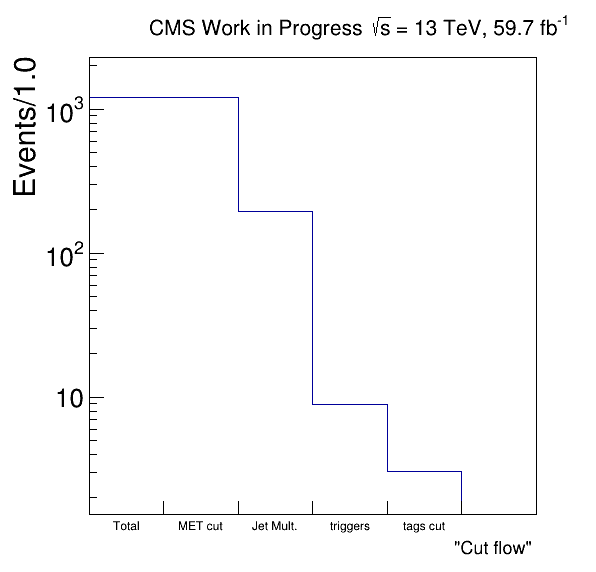 CMS Work in Progress √s = 13 TeV, 59.7 fb⁻¹
Events/1.0
10³
10²
10
Total MET cut Jet Mult. triggers tags cut
"Cut flow"